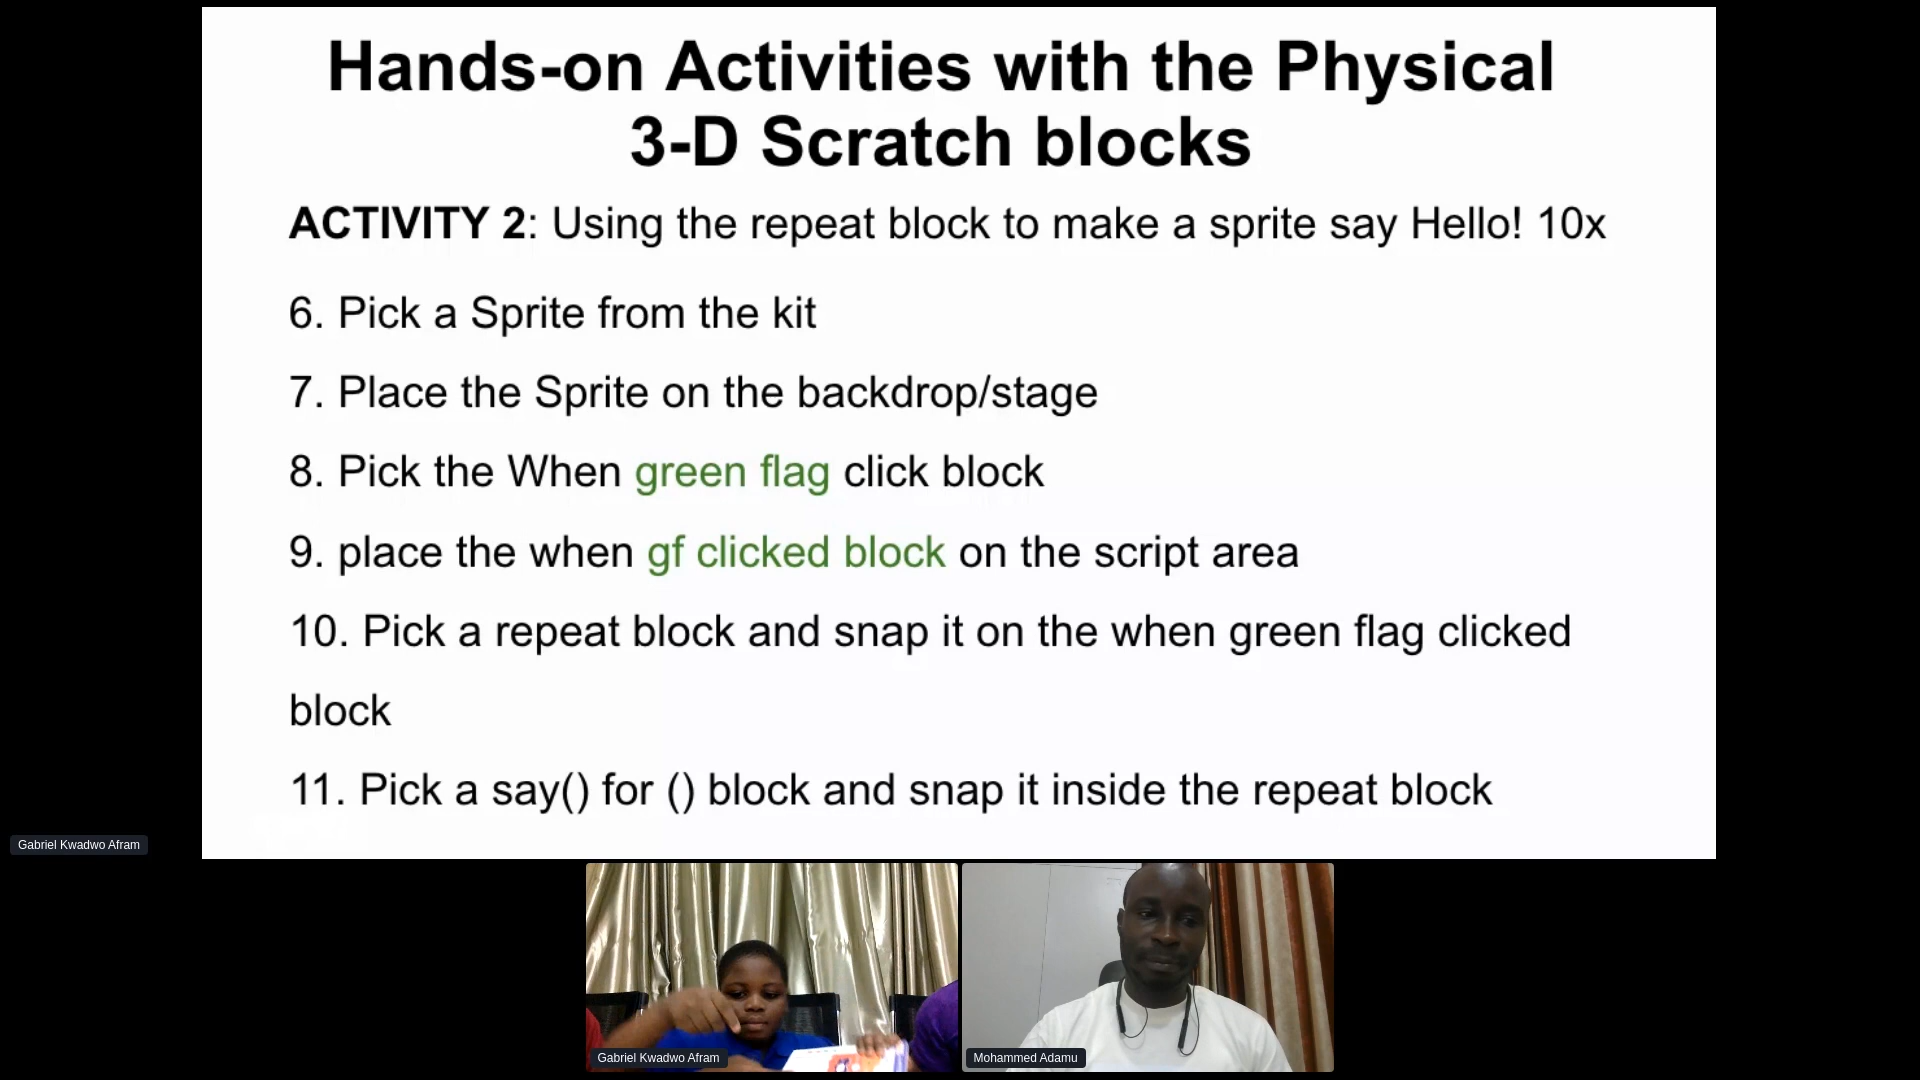 Hands-on Activities with the Physical
3-D Scratch blocks
ACTIVITY 2: Using the repeat block to make a sprite say Hello! 10x
6. Pick a Sprite from the kit
7. Place the Sprite on the backdrop/stage
8. Pick the When green flag click block
9. place the when gf clicked block on the script area
10. Pick a repeat block and snap it on the when green flag clicked
block
11. Pick a say() for () block and snap it inside the repeat block
Gabriel Kwadwo Afram
Gabriel Kwadwo Afram
Mohammed Adamu